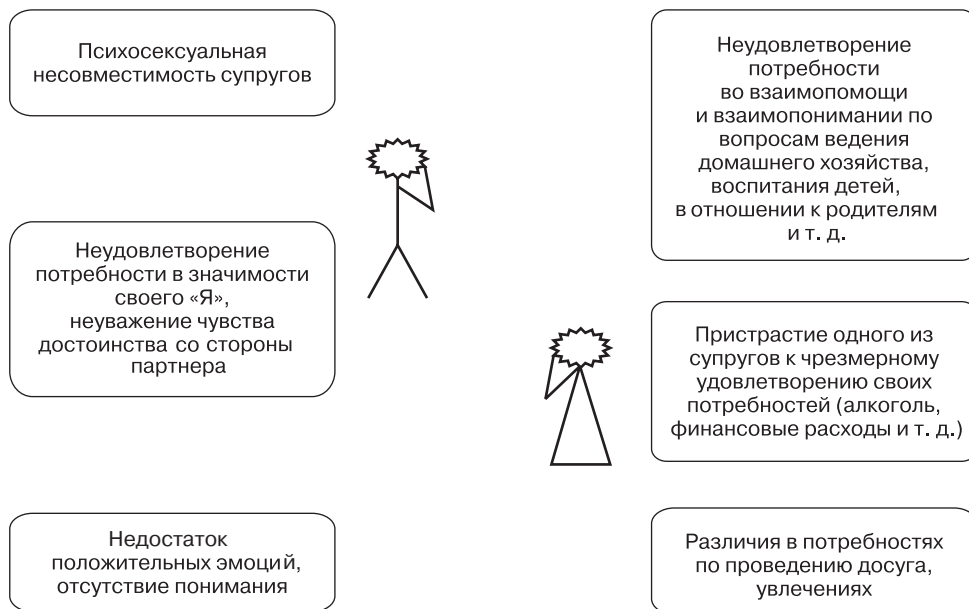 Психосексуальная
несовместимость супругов
Неудовлетворение
потребности в значимости
своего «Я»,
неуважение чувства
достоинства со стороны
партнера
Недостаток
положительных эмоций,
отсутствие понимания
Неудовлетворение
потребности
во взаимопомощи
и взаимопонимании по
вопросам ведения
домашнего хозяйства,
воспитания детей,
в отношении к родителям
и т. д.
Пристрастие одного из
супругов к чрезмерному
удовлетворению своих
потребностей (алкоголь,
финансовые расходы и т. д.)
Различия в потребностях
по проведению досуга,
увлечениях